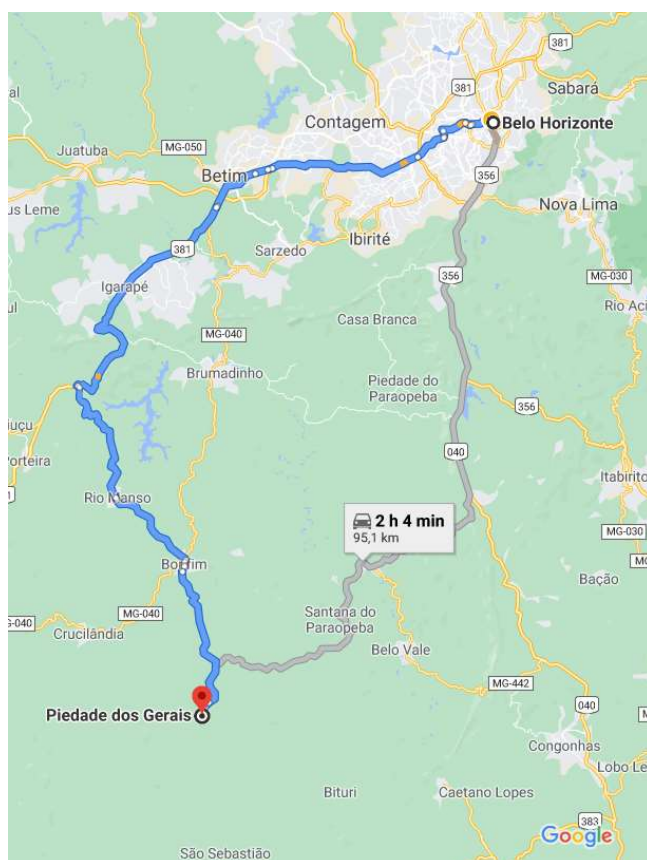 381
381
Sabará
Belo Horizonte
Contagem
MG-050
Juatuba
Betim
356
us Leme
Nova Lima
Ibirité
Sarzedo
381
356
MG-030
Igarapé
Rio Aci
ul
Casa Branca
MG-040
Brumadinho
Piedade do
Paraopeba
356
uçu
Porteira
040
Itabirito
Rio Manso
2 h 4 min
95,1 km
MG-030
Bonfim
Bação
MG-040
Santana do
Paraopeba
G-040
Crucilândia
Belo Vale
MG-442
040
Piedade dos Gerais
Congonhas
Lobo Le
Bituri
Caetano Lopes
383
Google
São Sebastião